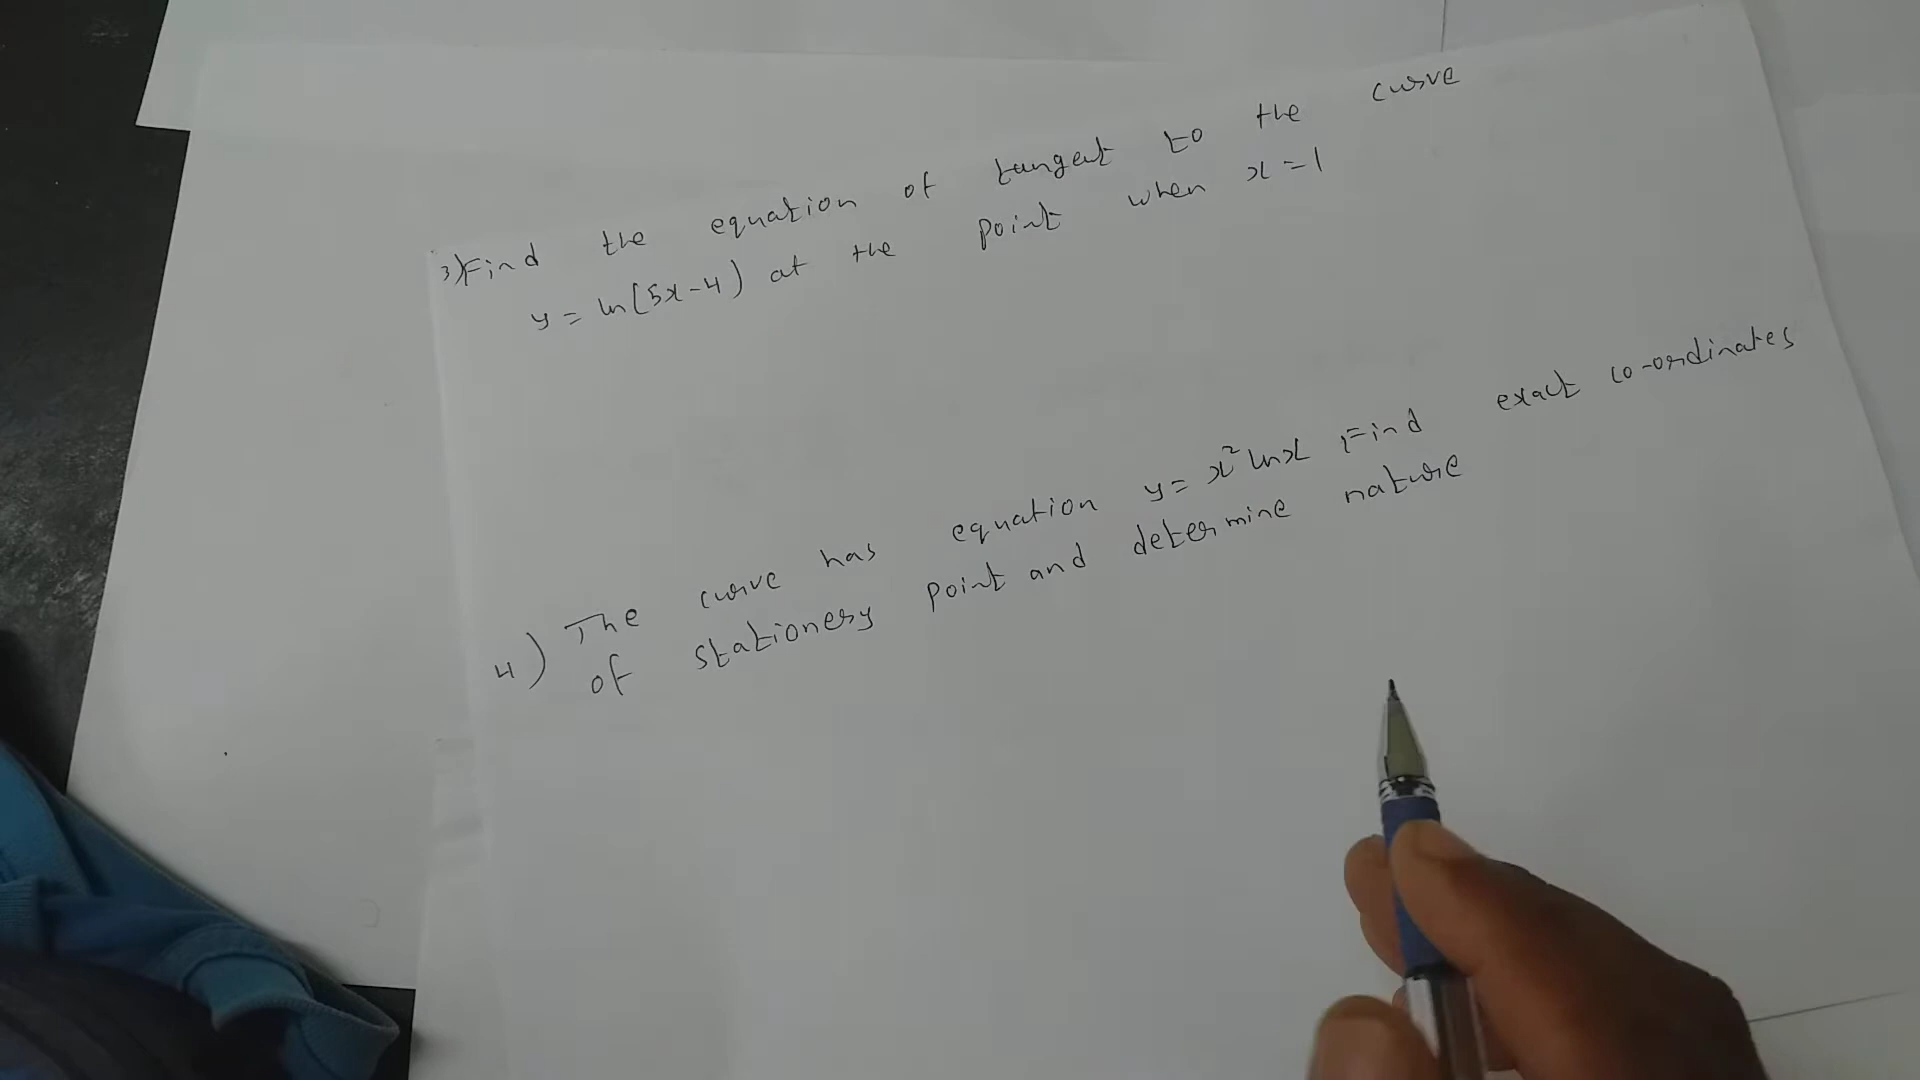 3) Find the equation of tangent to the curve
y = ln(5x-4) at the point when x = 1
4) The curve has equation y = x² lnx Find exact co-ordinates
of stationery point and determine nature